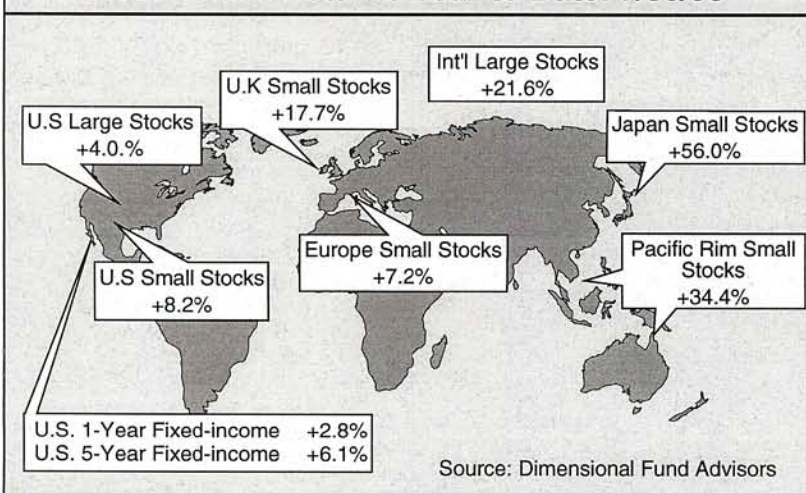 Int'l Large Stocks
+21.6%
U.K Small Stocks
+17.7%
U.S Large Stocks
+4.0.%
Japan Small Stocks
+56.0%
Europe Small Stocks
+7.2%
Pacific Rim Small
Stocks
+34.4%
U.S Small Stocks
+8.2%
U.S. 1-Year Fixed-income +2.8%
U.S. 5-Year Fixed-income +6.1%
Source: Dimensional Fund Advisors